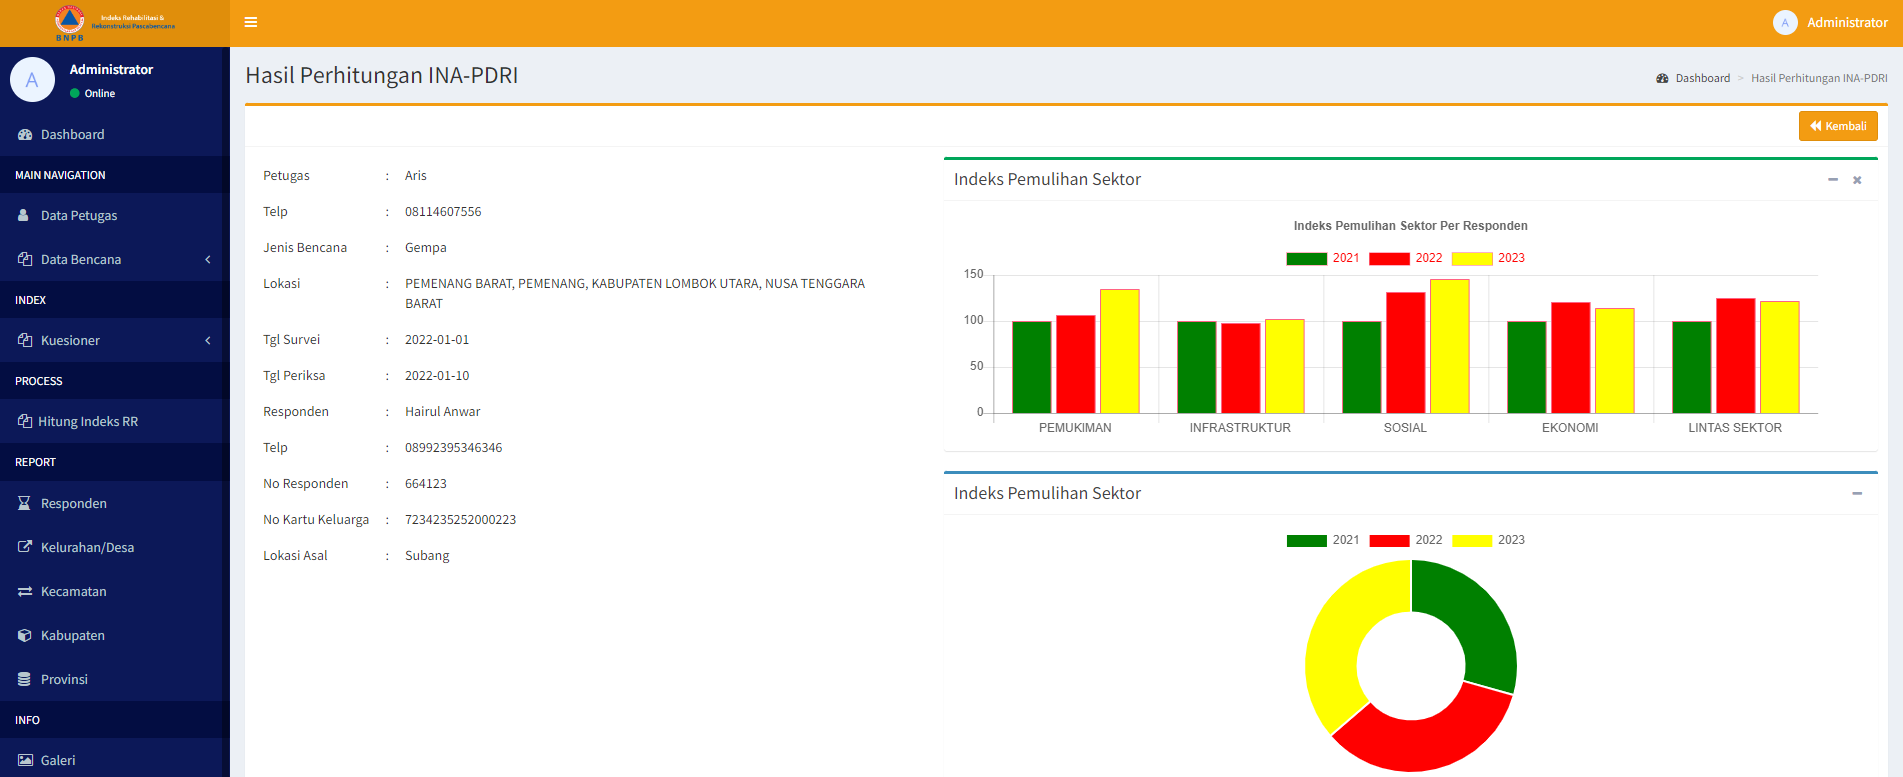 BNPB
Indeks Rehabilitasi &
Rekonstruksi Pascabencana
A Administrator
A
Administrator
Online
Dashboard
MAIN NAVIGATION
Data Petugas
Data Bencana
INDEX
Kuesioner
PROCESS
Hitung Indeks RR
REPORT
Responden
Kelurahan/Desa
Kecamatan
Kabupaten
Provinsi
INFO
Galeri
Hasil Perhitungan INA-PDRI
Dashboard > Hasil Perhitungan INA-PDRI
Kembali
Petugas : Aris
Telp : 08114607556
Jenis Bencana : Gempa
Lokasi : PEMENANG BARAT, PEMENANG, KABUPATEN LOMBOK UTARA, NUSA TENGGARA
BARAT
Tgl Survei : 2022-01-01
Tgl Periksa : 2022-01-10
Responden : Hairul Anwar
Telp : 08992395346346
No Responden : 664123
No Kartu Keluarga : 7234235252000223
Lokasi Asal : Subang
Indeks Pemulihan Sektor
Indeks Pemulihan Sektor Per Responden
2021 2022 2023
150
100
50
0
PEMUKIMAN INFRASTRUKTUR SOSIAL EKONOMI LINTAS SEKTOR
Indeks Pemulihan Sektor
2021 2022 2023